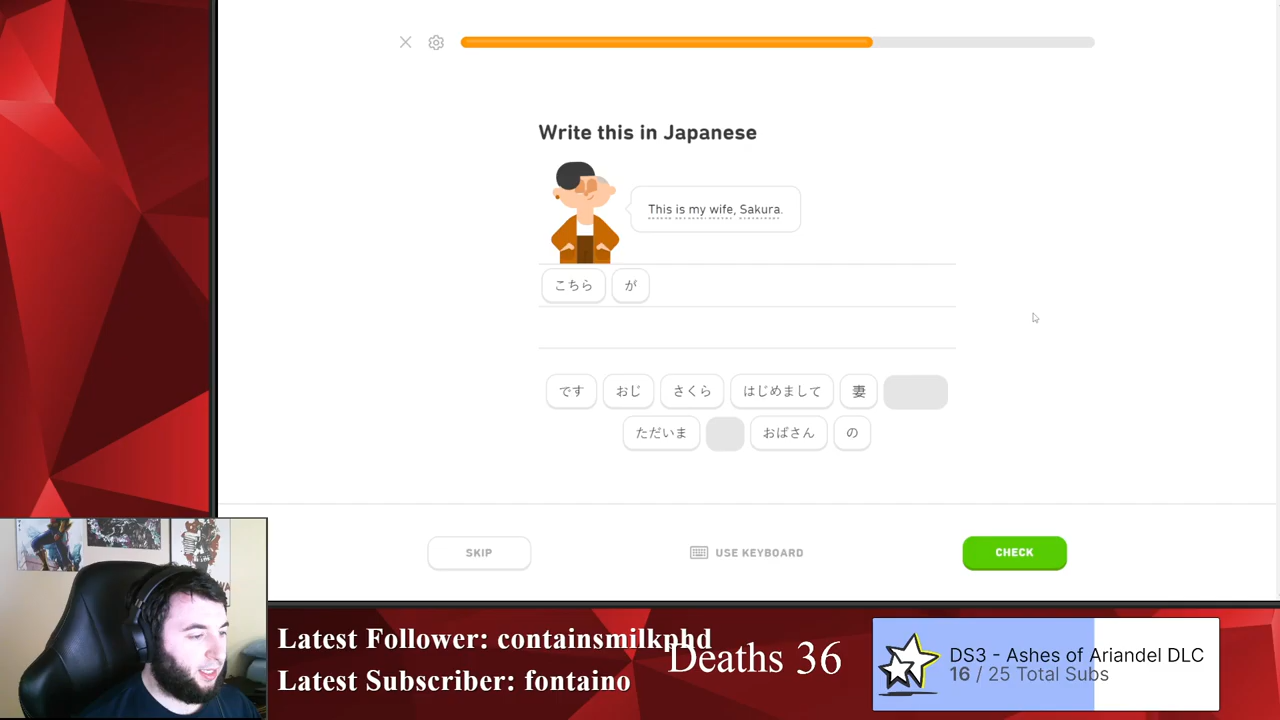 Write this in Japanese
This is my wife, Sakura.
こちら が
です おじ さくら はじめまして 妻
ただいま おばさん の
SKIP
USE KEYBOARD
CHECK
Latest Follower: containsmilkphd
Latest Subscriber: fontaino
Deaths 36
DS3 - Ashes of Ariandel DLC
16 / 25 Total Subs